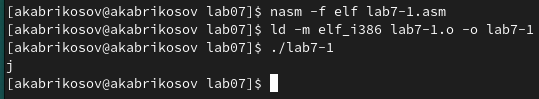 [akabrikosov@akabrikosov lab07]$ nasm -f elf lab7-1.asm
[akabrikosov@akabrikosov lab07]$ ld -m elf_i386 lab7-1.o -o lab7-1
[akabrikosov@akabrikosov lab07]$ ./lab7-1
j
[akabrikosov@akabrikosov lab07]$